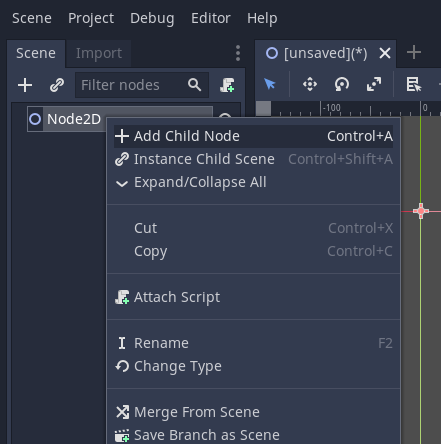 Scene Project Debug Editor Help
Scene Import
[unsaved](*)
Filter nodes
-100 0
Node2D
Add Child Node Control+A
Instance Child Scene Control+Shift+A
Expand/Collapse All
Cut Control+X
Copy Control+C
Attach Script
Rename F2
Change Type
Merge From Scene
Save Branch as Scene